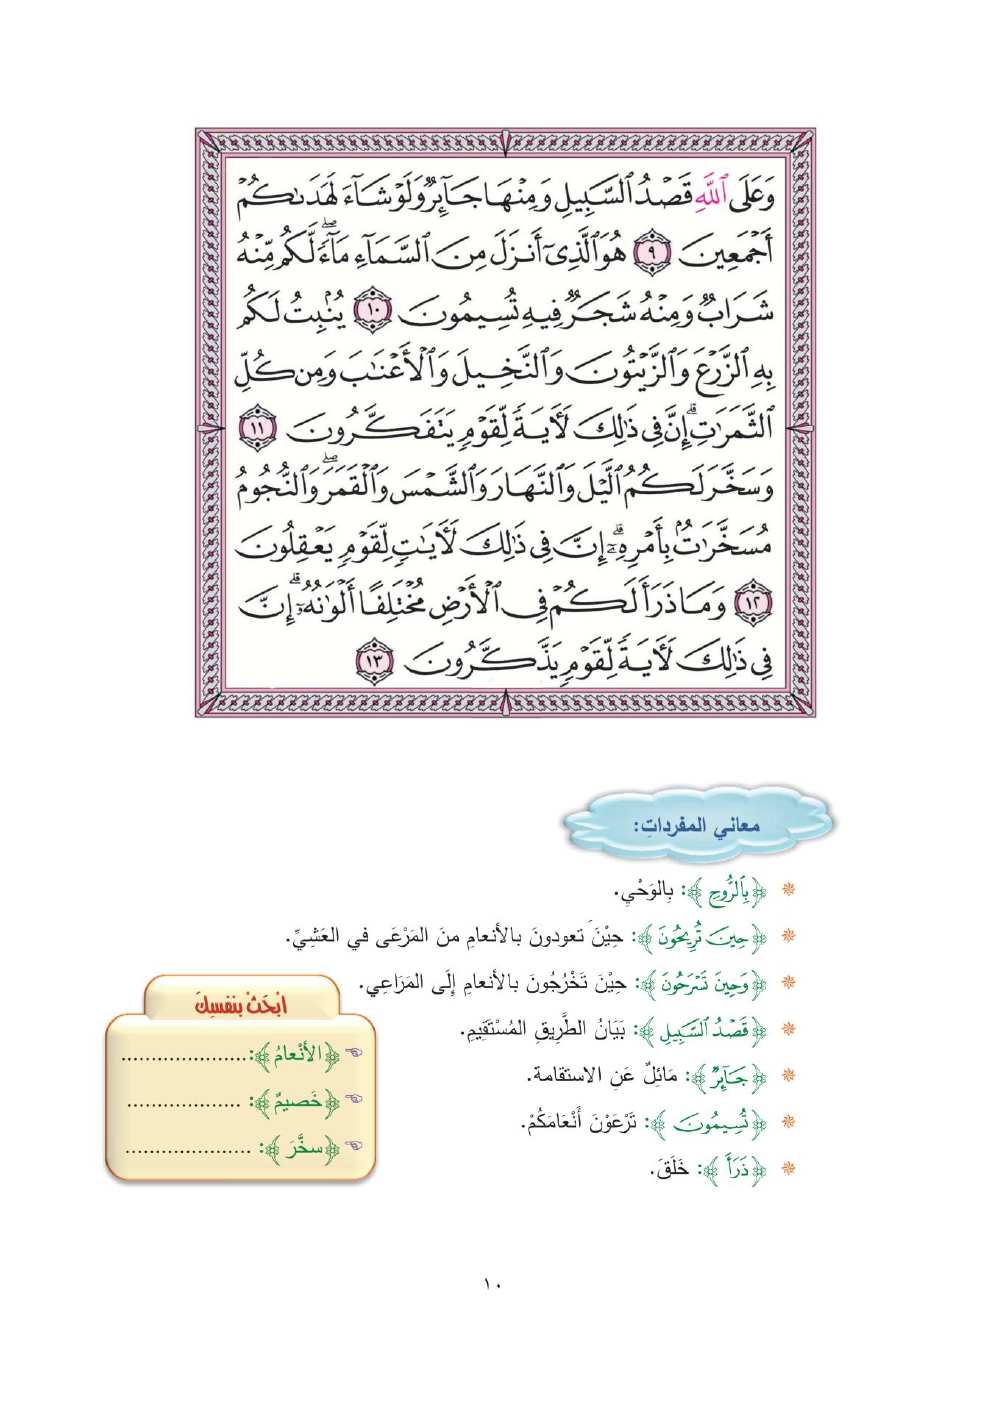 وَعَلَى ٱللَّهِ قَصْدُ ٱلسَّبِيلِ وَمِنْهَا جَآئِرٌ وَلَوْ شَآءَ لَهَدَىٰكُمْ
أَجْمَعِينَ ۝٩ هُوَ ٱلَّذِىٓ أَنزَلَ مِنَ ٱلسَّمَآءِ مَآءً ۖ لَّكُم مِّنْهُ
شَرَابٌ وَمِنْهُ شَجَرٌ فِيهِ تُسِيمُونَ ۝١٠ يُنۢبِتُ لَكُم
بِهِ ٱلزَّرْعَ وَٱلزَّيْتُونَ وَٱلنَّخِيلَ وَٱلْأَعْنَـٰبَ وَمِن كُلِّ
ٱلثَّمَرَٰتِ ۗ إِنَّ فِى ذَٰلِكَ لَـَٔايَةً لِّقَوْمٍ يَتَفَكَّرُونَ ۝١١
وَسَخَّرَ لَكُمُ ٱلَّيْلَ وَٱلنَّهَارَ وَٱلشَّمْسَ وَٱلْقَمَرَ ۖ وَٱلنُّجُومُ
مُسَخَّرَٰتٌۢ بِأَمْرِهِۦٓ ۗ إِنَّ فِى ذَٰلِكَ لَـَٔايَـٰتٍ لِّقَوْمٍ يَعْقِلُونَ
۝١٢ وَمَا ذَرَأَ لَكُمْ فِى ٱلْأَرْضِ مُخْتَلِفًا أَلْوَٰنُهُۥٓ ۗ إِنَّ
فِى ذَٰلِكَ لَـَٔايَةً لِّقَوْمٍ يَذَّكَّرُونَ ۝١٣
معاني المفرداتِ:
﴿بِٱلرُّوحِ﴾: بِالوَحْيِ.
﴿حِينَ تُرِيحُونَ﴾: حِيْنَ تعودونَ بالأنعامِ منَ المَرْعَى في العَشِيِّ.
﴿وَحِينَ تَسْرَحُونَ﴾: حِيْنَ تَخْرُجُونَ بالأنعامِ إِلَى المَرَاعِي.
﴿قَصْدُ ٱلسَّبِيلِ﴾: بَيَانُ الطَّرِيقِ المُسْتَقِيمِ.
﴿جَآئِرٌ﴾: مَائِلٌ عَنِ الاستقامة.
﴿تُسِيمُونَ﴾: تَرْعَوْنَ أَنْعَامَكُمْ.
﴿ذَرَأَ﴾: خَلَقَ.
ابْحَثْ بنفسِكَ
﴿الأنْعامُ﴾: .....................
﴿خَصيمٌ﴾: ...................
﴿سخَّرَ﴾: .....................
١٠